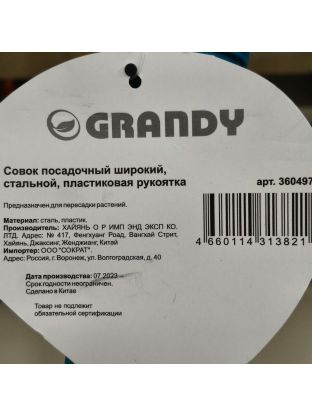 GRANDY
Совок посадочный широкий,
стальной, пластиковая рукоятка
арт. 360497
Предназначен для пересадки растений.
Материал: сталь, пластик.
Производитель: ХАЙЯНЬ О Р ИМП ЭНД ЭКСП КО.
ЛТД. Адрес: № 417, Фенгхуанг Роад, Вангхай Стрит,
Хайянь, Джаксинг, Женджианг, Китай
Импортер: ООО "СОКРАТ".
Адрес: Россия, г. Воронеж, ул. Волгоградская, д. 40
4 660114 313821
Дата производства: 07.2023
Срок годности неограничен.
Сделано в Китае
Товар не подлежит
обязательной сертификации